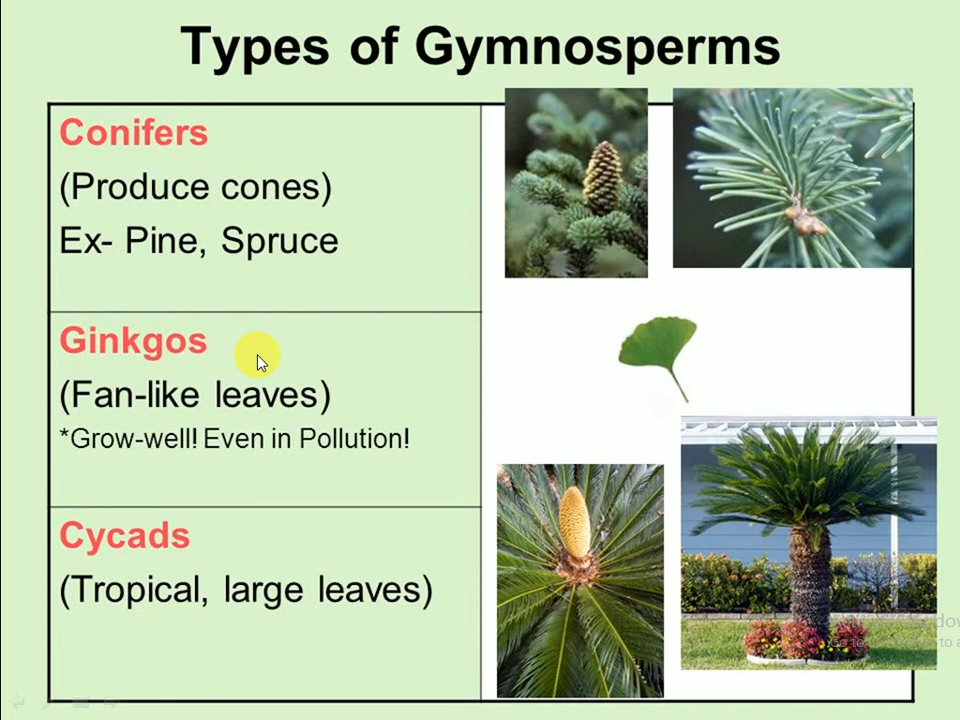 Types of Gymnosperms
Conifers
(Produce cones)
Ex- Pine, Spruce
Ginkgos
(Fan-like leaves)
*Grow-well! Even in Pollution!
Cycads
(Tropical, large leaves)